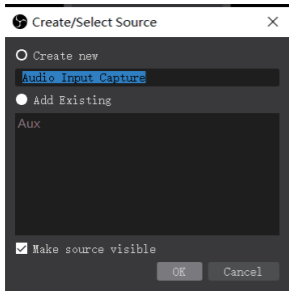 Create/Select Source
Create new
Audio Input Capture
Add Existing
Aux
Make source visible
OK
Cancel